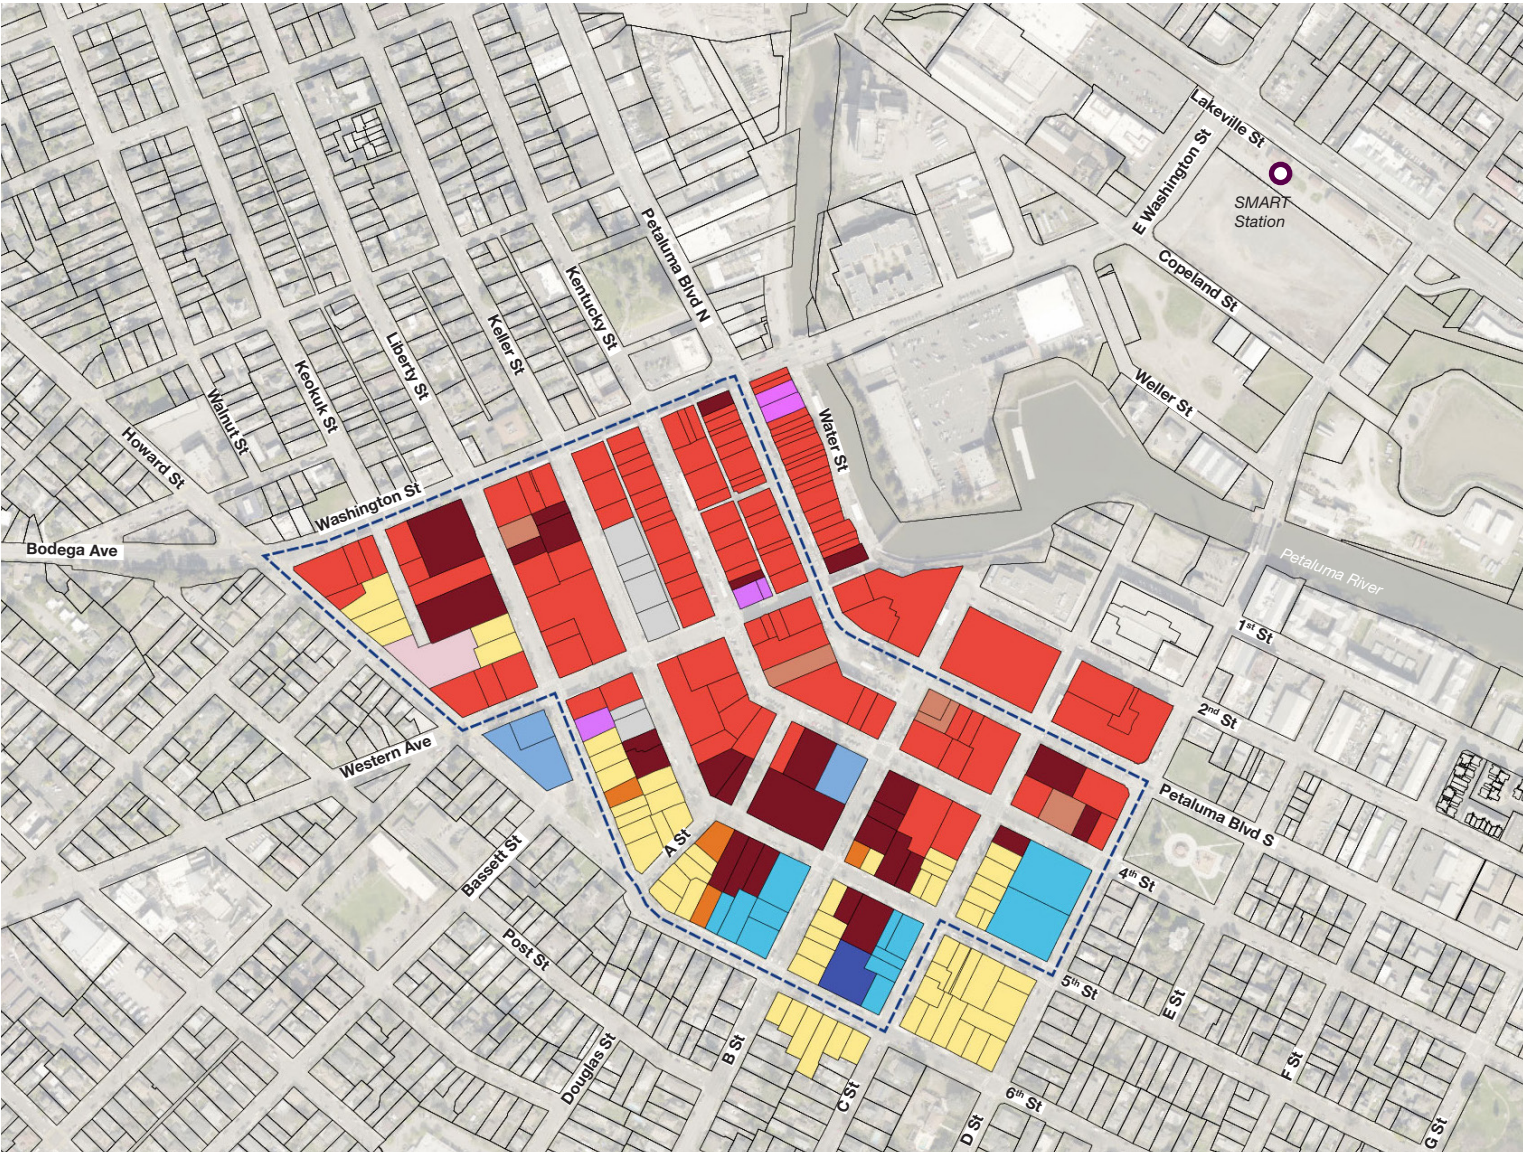 Lakeville St
E Washington St
SMART
Station
Petaluma Blvd N
Copeland St
Kentucky St
Keller St
Liberty St
Keokuk St
Walnut St
Weller St
Water St
Howard St
Washington St
Bodega Ave
Petaluma River
1st St
2nd St
Western Ave
Petaluma Blvd S
A St
Bassett St
4th St
Post St
5th St
E St
B St
Douglas St
F St
C St
6th St
D St
G St